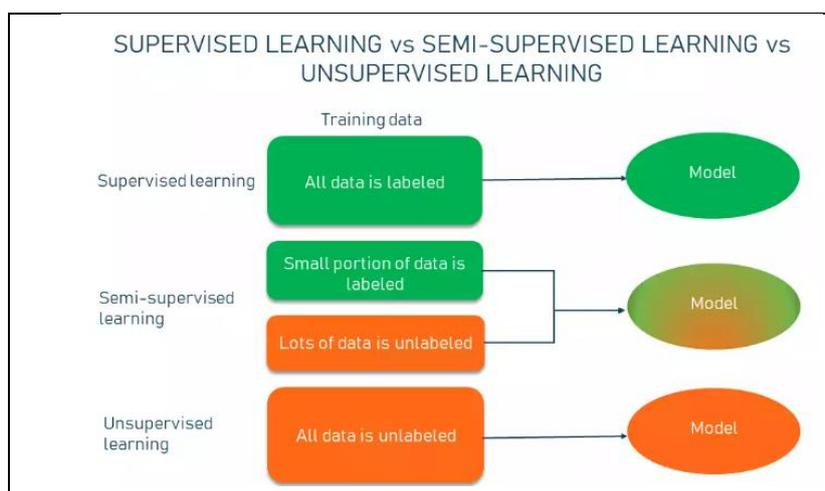 SUPERVISED LEARNING vs SEMI-SUPERVISED LEARNING vs
UNSUPERVISED LEARNING
Training data
Supervised learning
All data is labeled
Model
Semi-supervised
learning
Small portion of data is
labeled
Lots of data is unlabeled
Model
Unsupervised
learning
All data is unlabeled
Model